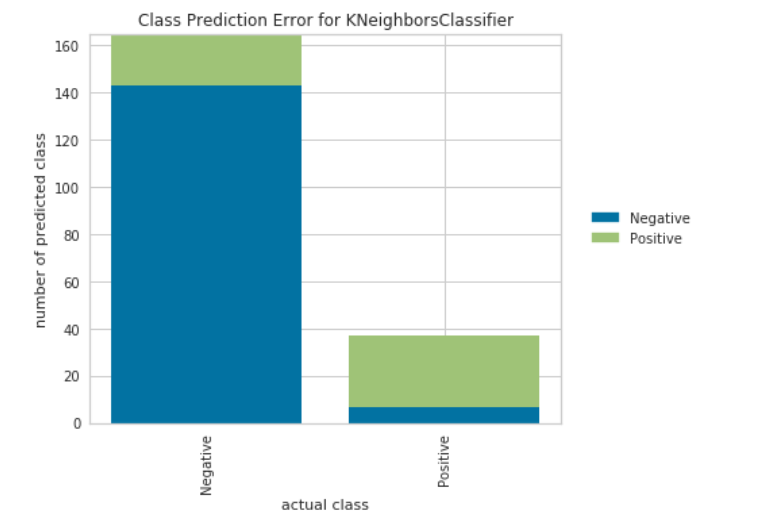 Class Prediction Error for KNeighborsClassifier
number of predicted class
160
140
120
100
80
60
40
20
0
Negative
Positive
actual class
Negative
Positive